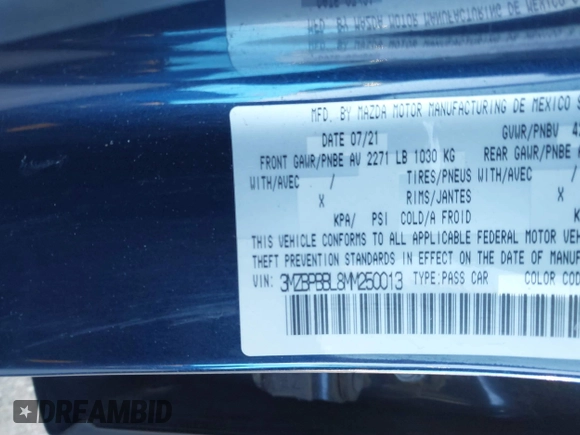 MFD. BY MAZDA MOTOR MANUFACTURING DE MEXICO
DATE 07/21 GVWR/PNBV
FRONT GAWR/PNBE AV 2271 LB 1030 KG REAR GAWR/PNBE
WITH/AVEC / TIRES/PNEUS WITH/AVEC /
X RIMS/JANTES X
KPA/ PSI COLD/A FROID KPA/
THIS VEHICLE CONFORMS TO ALL APPLICABLE FEDERAL MOTOR
THEFT PREVENTION STANDARDS IN EFFECT ON THE DATE OF
VIN: 3MZBPBBL8MM250013 TYPE:PASS CAR COLOR
DREAMBID